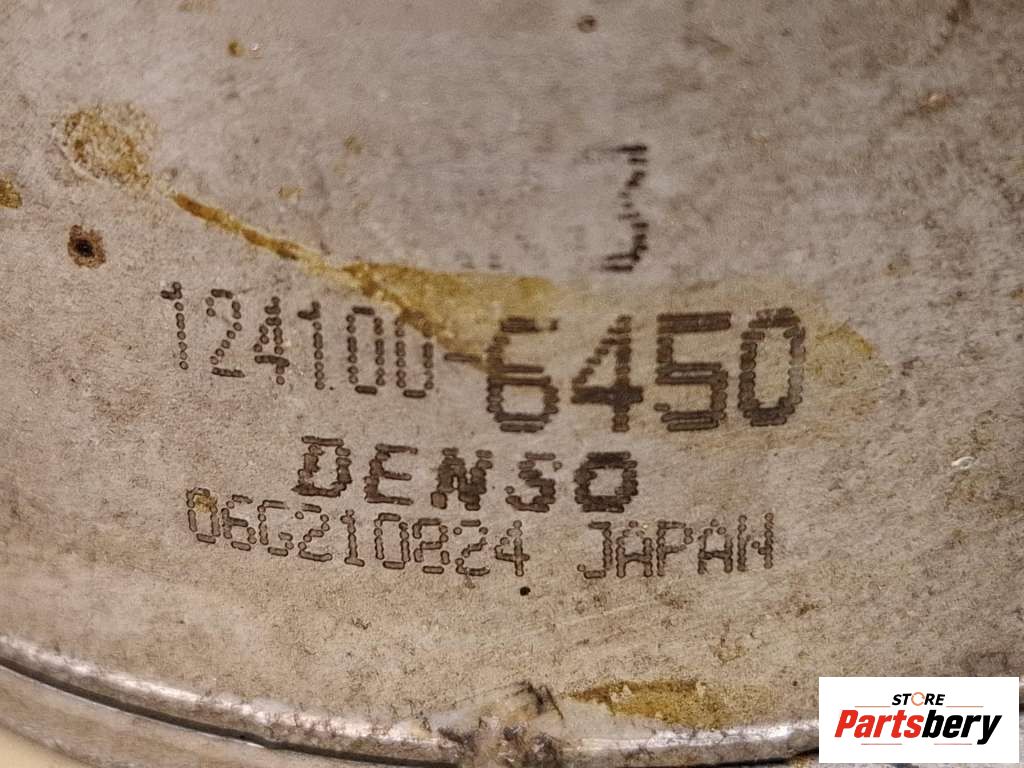 124100-6450
DENSO
06G210824 JAPAN
STORE
Partsbery